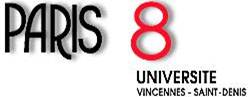 PARIS 8
UNIVERSITE
VINCENNES - SAINT-DENIS